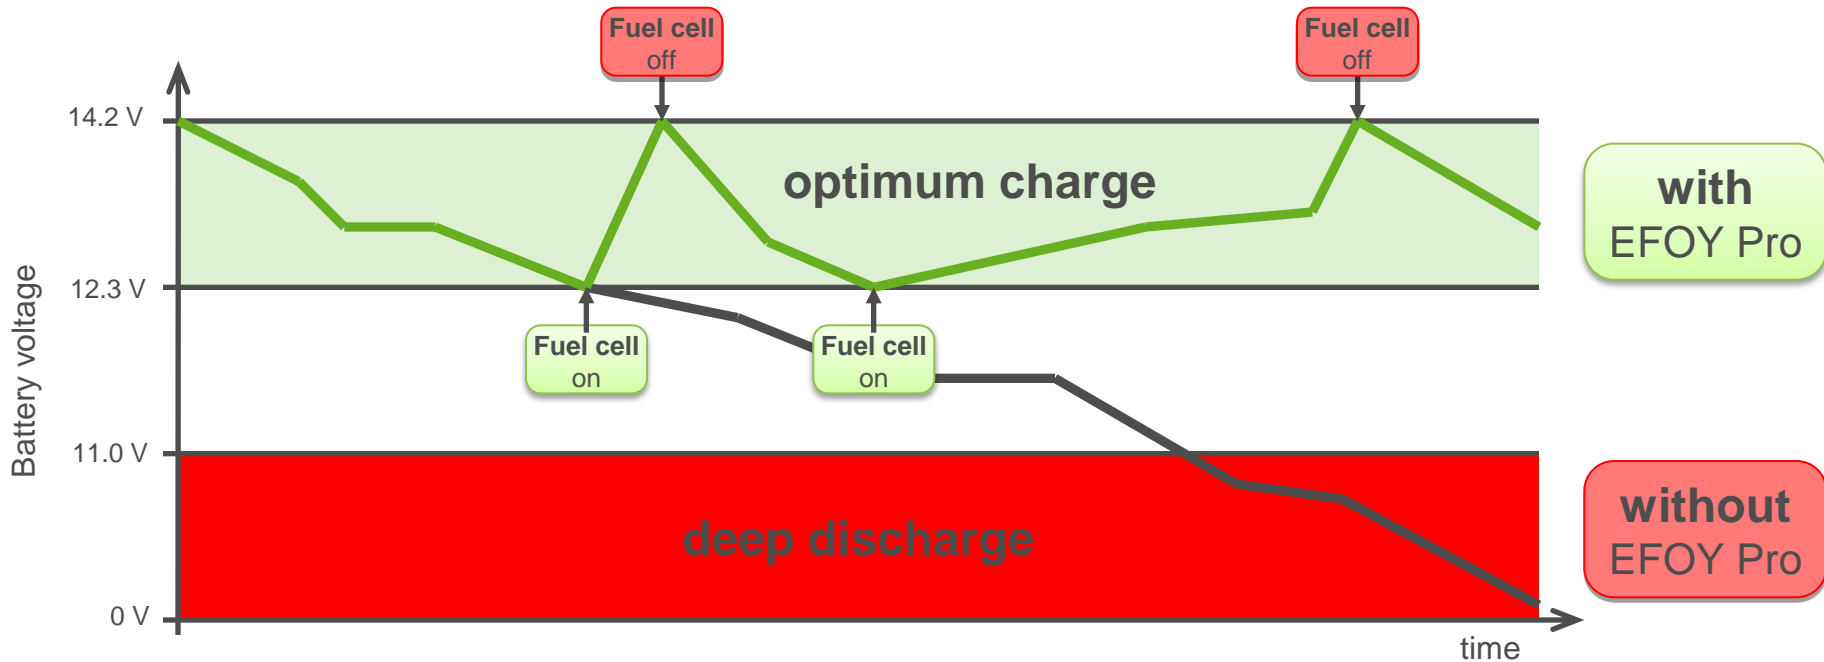 Fuel cell
off
Fuel cell
off
14.2 V
optimum charge
with
EFOY Pro
12.3 V
Battery voltage
Fuel cell
on
Fuel cell
on
11.0 V
deep discharge
without
EFOY Pro
0 V
time